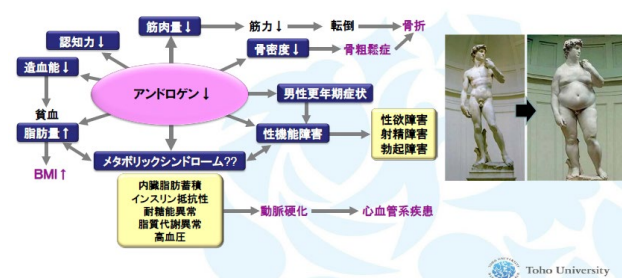 筋肉量↓
筋力↓
転倒
骨折
認知力↓
骨密度↓
骨粗鬆症
造血能↓
アンドロゲン↓
男性更年期症状
貧血
脂肪量↑
性機能障害
性欲障害
射精障害
勃起障害
メタボリックシンドローム??
BMI↑
内臓脂肪蓄積
インスリン抵抗性
耐糖能異常
脂質代謝異常
高血圧
動脈硬化
心血管系疾患
Toho University